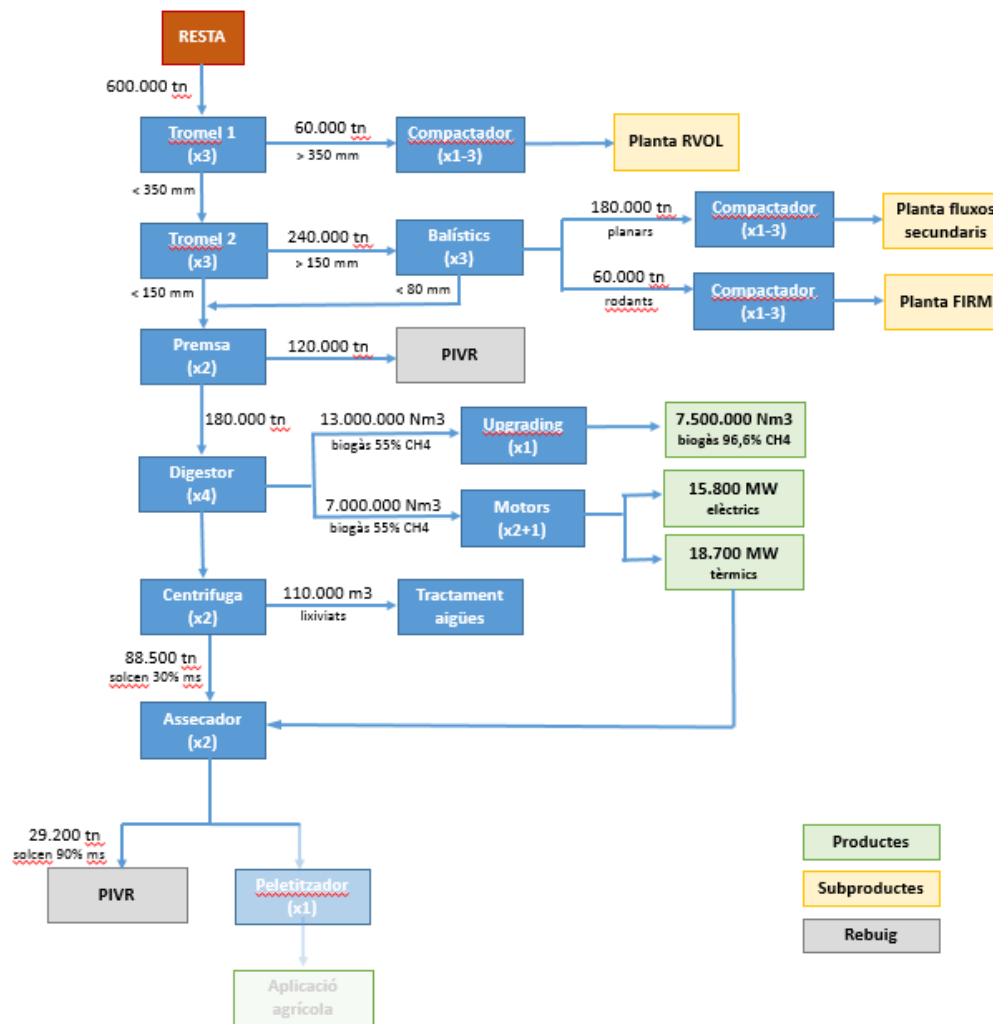 RESTA
600.000 tn
Tromel 1
(x3)
60.000 tn
> 350 mm
Compactador
(x1-3)
Planta RVOL
< 350 mm
Tromel 2
(x3)
240.000 tn
> 150 mm
Balístics
(x3)
180.000 tn
planars
Compactador
(x1-3)
Planta fluxos
secundaris
< 150 mm
< 80 mm
60.000 tn
rodants
Compactador
(x1-3)
Planta FIRM
Premsa
(x2)
120.000 tn
PIVR
180.000 tn
13.000.000 Nm3
biogàs 55% CH4
Upgrading
(x1)
7.500.000 Nm3
biogàs 96,6% CH4
Digestor
(x4)
7.000.000 Nm3
biogàs 55% CH4
Motors
(x2+1)
15.800 MW
elèctrics
18.700 MW
tèrmics
Centrifuga
(x2)
110.000 m3
lixiviats
Tractament
aigües
88.500 tn
solcen 30% ms
Assecador
(x2)
29.200 tn
solcen 90% ms
PIVR
Peletitzador
(x1)
Aplicació
agrícola
Productes
Subproductes
Rebuig